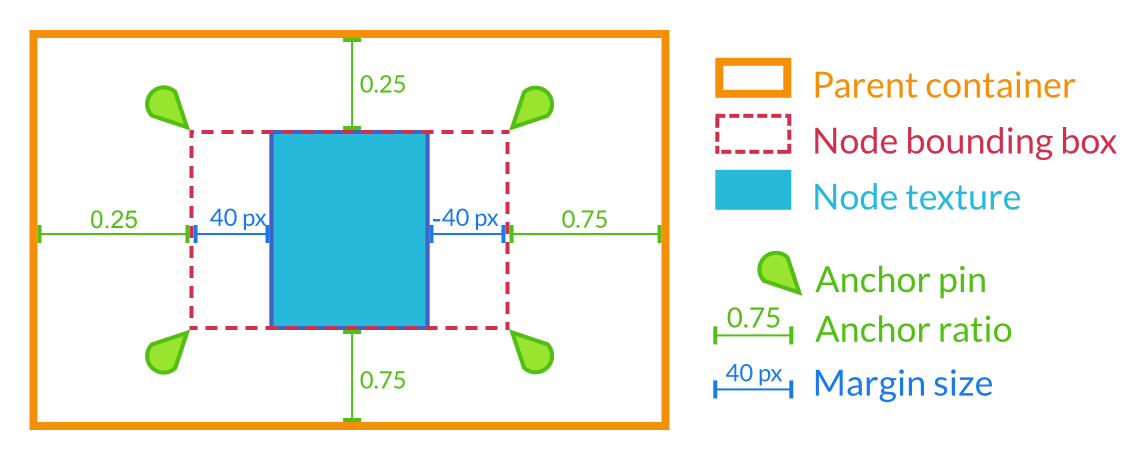 0.25
0.25
40 px
-40 px
0.75
0.75
Parent container
Node bounding box
Node texture
Anchor pin
0.75
Anchor ratio
40 px
Margin size